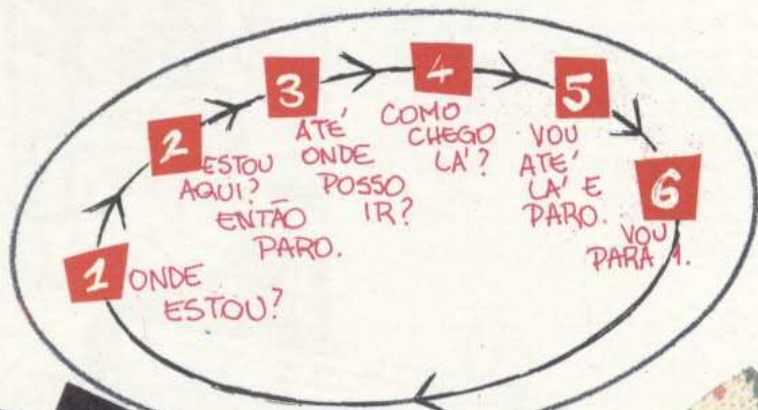 1
ONDE
ESTOU?
2
ESTOU
AQUI?
ENTÃO
PARO.
3
ATÉ
ONDE
POSSO
IR?
4
COMO
CHEGO
LÁ?
5
VOU
ATÉ
LÁ E
PARO.
6
VOU
PARA 1.